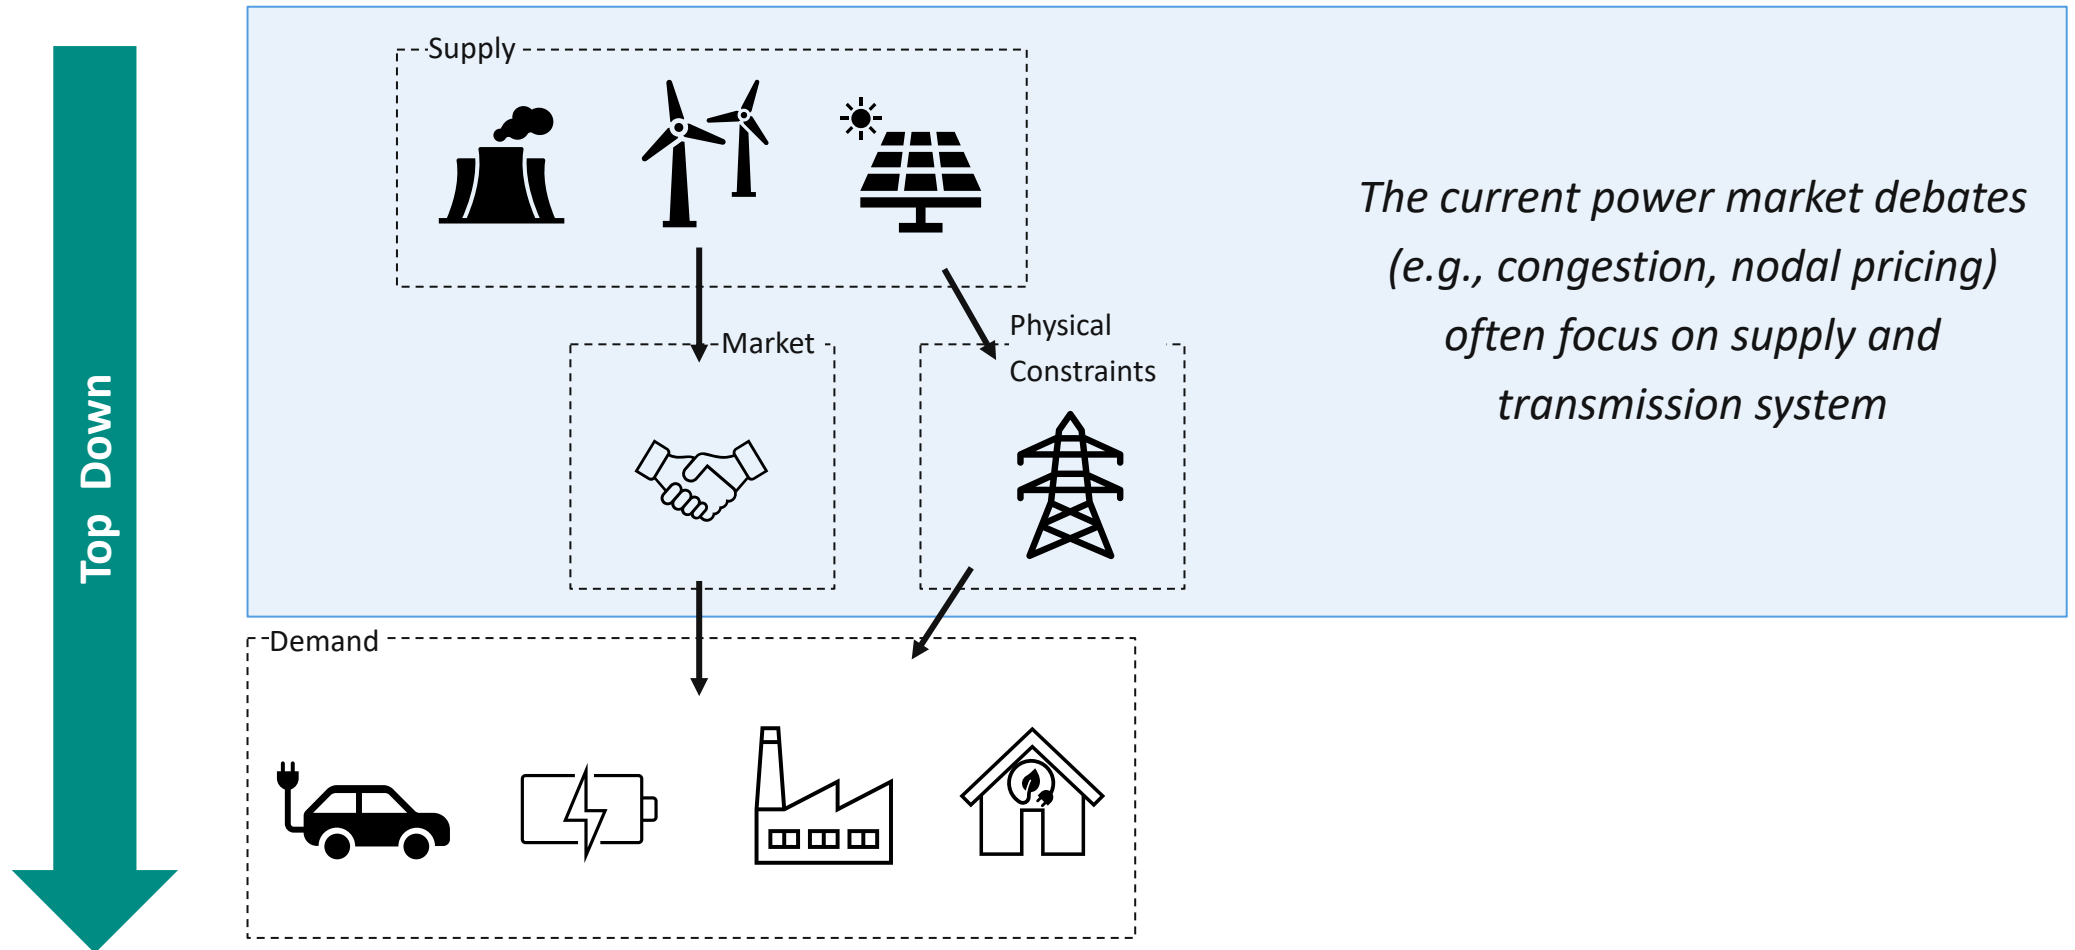 Top Down
Supply
Market
Physical
Constraints
Demand
The current power market debates
(e.g., congestion, nodal pricing)
often focus on supply and
transmission system